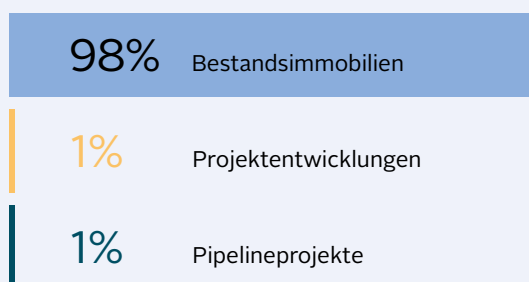 98% Bestandsimmobilien
1% Projektentwicklungen
1% Pipelineprojekte